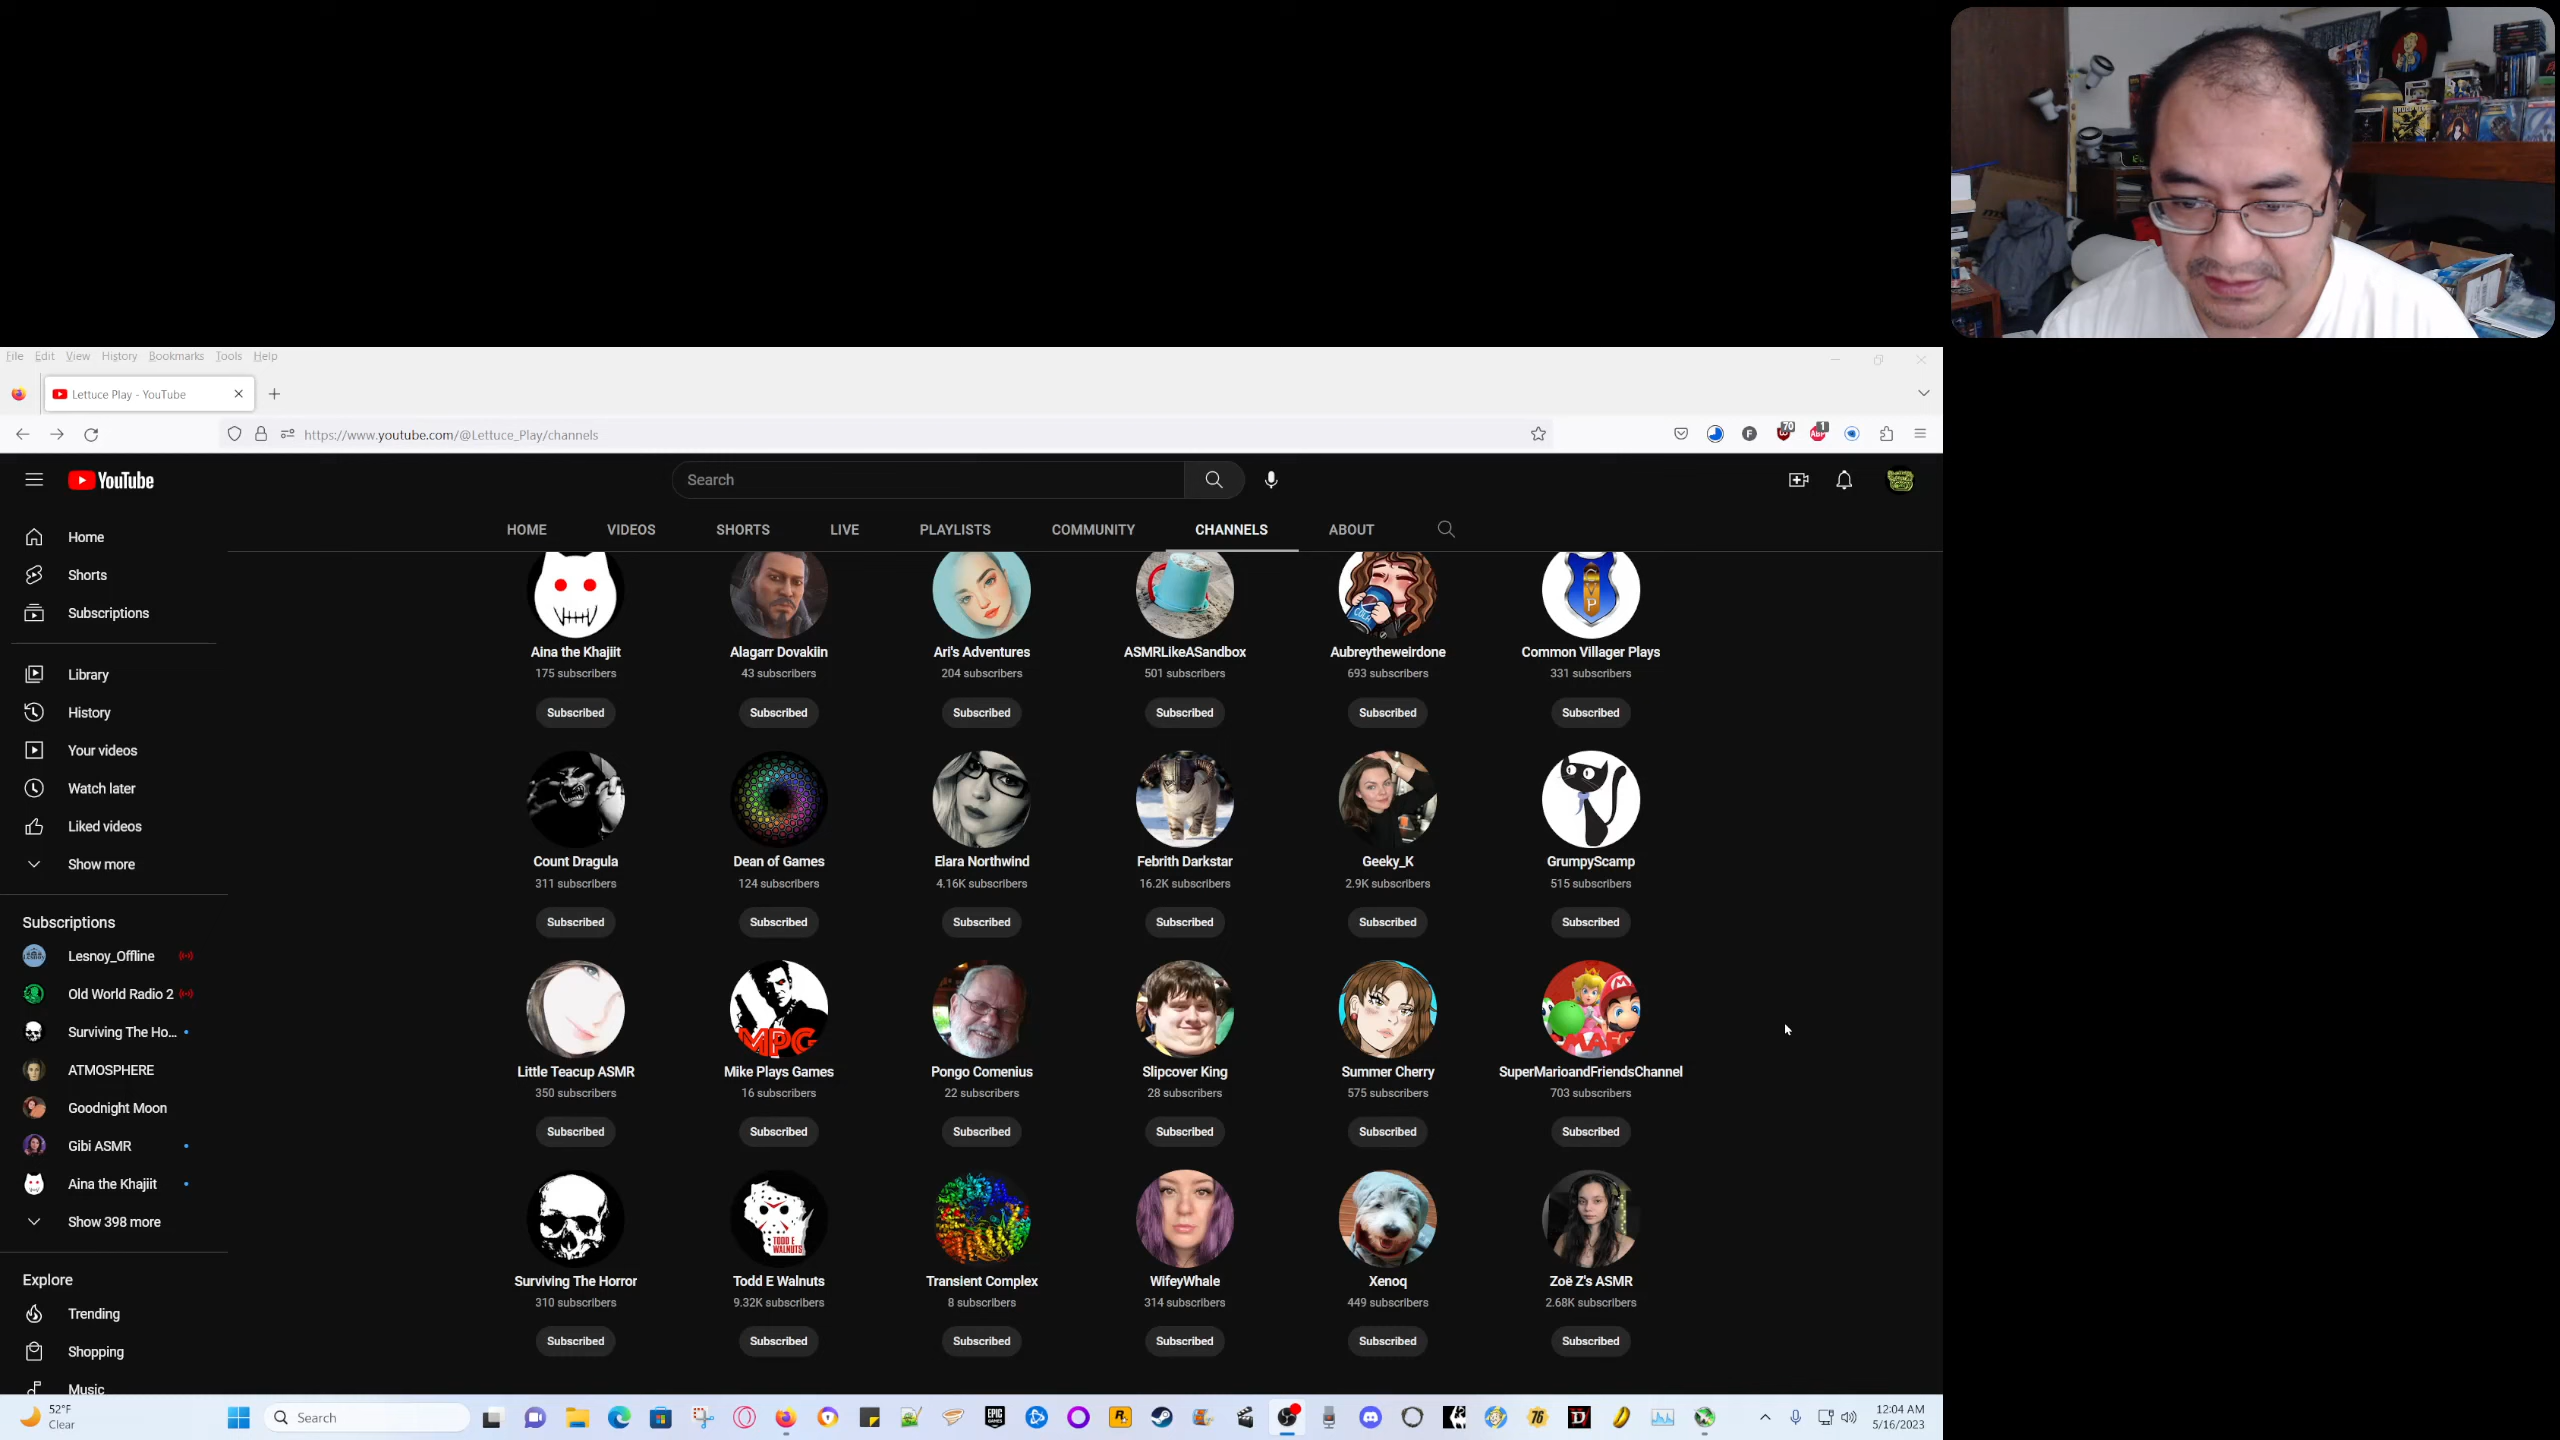 File Edit View History Bookmarks Tools Help
Lettuce Play - YouTube
https://www.youtube.com/@Lettuce_Play/channels
70
1
YouTube
Search
HOME VIDEOS SHORTS LIVE PLAYLISTS COMMUNITY CHANNELS ABOUT
Home
Shorts
Subscriptions
Library
History
Your videos
Watch later
Liked videos
Show more
Subscriptions
Lesnoy_Offline
Old World Radio 2
Surviving The Ho...
ATMOSPHERE
Goodnight Moon
Gibi ASMR
Aina the Khajiit
Show 398 more
Explore
Trending
Shopping
Music
Aina the Khajiit Alagarr Dovakiin Ari's Adventures ASMRLikeASandbox Aubreytheweirdone Common Villager Plays
175 subscribers 43 subscribers 204 subscribers 501 subscribers 693 subscribers 331 subscribers
Subscribed Subscribed Subscribed Subscribed Subscribed Subscribed
Count Dragula Dean of Games Elara Northwind Febrith Darkstar Geeky_K GrumpyScamp
311 subscribers 124 subscribers 4.16K subscribers 16.2K subscribers 2.9K subscribers 515 subscribers
Subscribed Subscribed Subscribed Subscribed Subscribed Subscribed
MPG
Little Teacup ASMR Mike Plays Games Pongo Comenius Slipcover King Summer Cherry SuperMarioandFriendsChannel
350 subscribers 16 subscribers 22 subscribers 28 subscribers 575 subscribers 703 subscribers
Subscribed Subscribed Subscribed Subscribed Subscribed Subscribed
TODD E
WALNUTS
Surviving The Horror Todd E Walnuts Transient Complex WifeyWhale Xenoq Zoë Z's ASMR
310 subscribers 9.32K subscribers 8 subscribers 314 subscribers 449 subscribers 2.68K subscribers
Subscribed Subscribed Subscribed Subscribed Subscribed Subscribed
52°F
Clear
Search
EPIC
GAMES
76
12:04 AM
5/16/2023